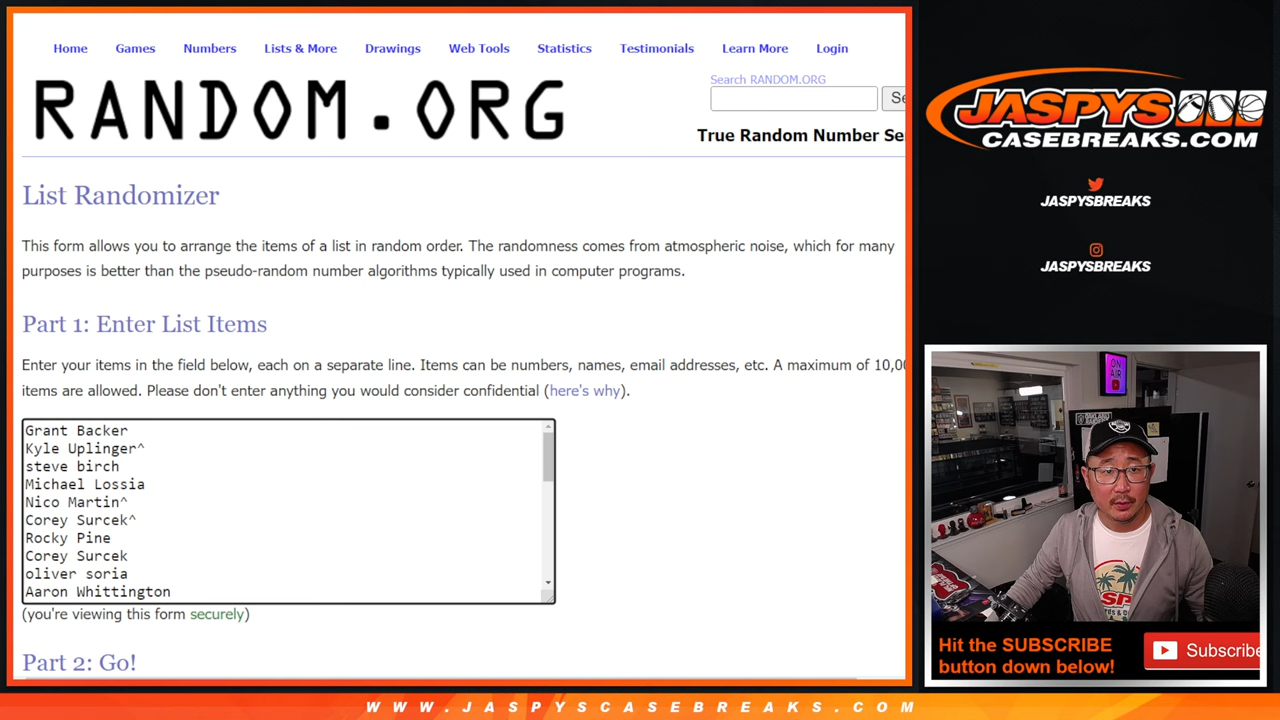 Home Games Numbers Lists & More Drawings Web Tools Statistics Testimonials Learn More Login
RANDOM.ORG
Search RANDOM.ORG
Se
True Random Number Se
List Randomizer
This form allows you to arrange the items of a list in random order. The randomness comes from atmospheric noise, which for many
purposes is better than the pseudo-random number algorithms typically used in computer programs.
Part 1: Enter List Items
Enter your items in the field below, each on a separate line. Items can be numbers, names, email addresses, etc. A maximum of 10,00
items are allowed. Please don't enter anything you would consider confidential (here's why).
Grant Backer
Kyle Uplinger^
steve birch
Michael Lossia
Nico Martin^
Corey Surcek^
Rocky Pine
Corey Surcek
oliver soria
Aaron Whittington
(you're viewing this form securely)
Part 2: Go!
JASPYS
CASEBREAKS.COM
JASPYSBREAKS
JASPYSBREAKS
ON
AIR
Hit the SUBSCRIBE
button down below!
Subscribe
WWW.JASPYSCASEBREAKS.COM